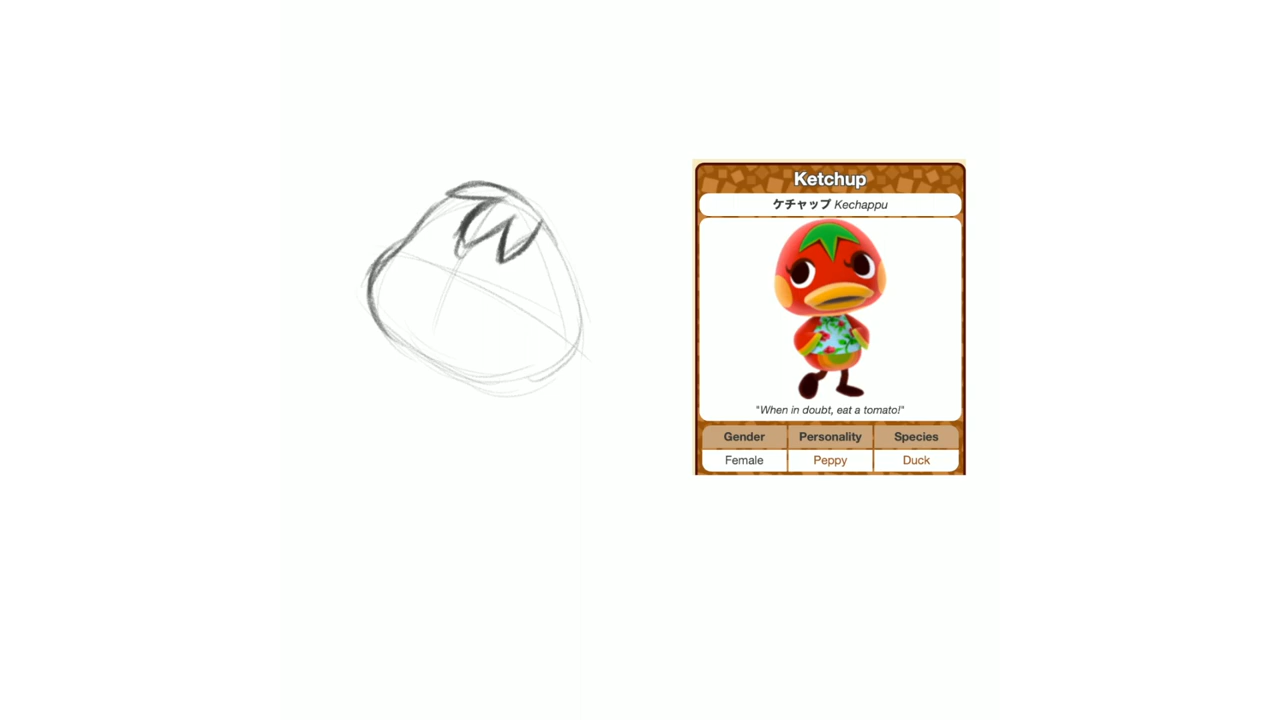 Ketchup
ケチャップ Kechappu
"When in doubt, eat a tomato!"
Gender Personality Species
Female Peppy Duck